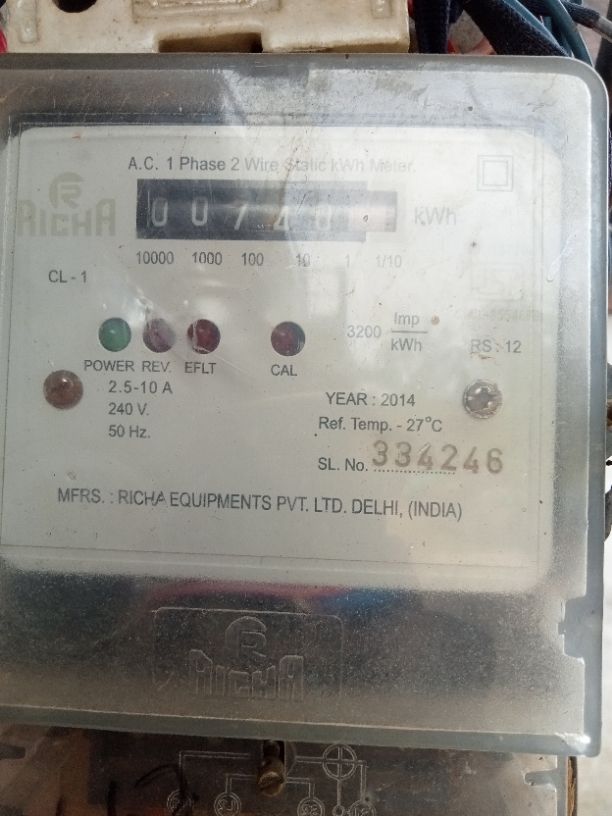 A.C. 1 Phase 2 Wire Static kWh Meter.
RICHA
kWh
10000 1000 100 10 1 1/10
CL - 1
3200 Imp
kWh
RS : 12
POWER REV. EFLT CAL
2.5-10 A
240 V.
50 Hz.
YEAR : 2014
Ref. Temp. - 27°C
SL. No. 334246
MFRS. : RICHA EQUIPMENTS PVT. LTD. DELHI, (INDIA)
R
RICHA